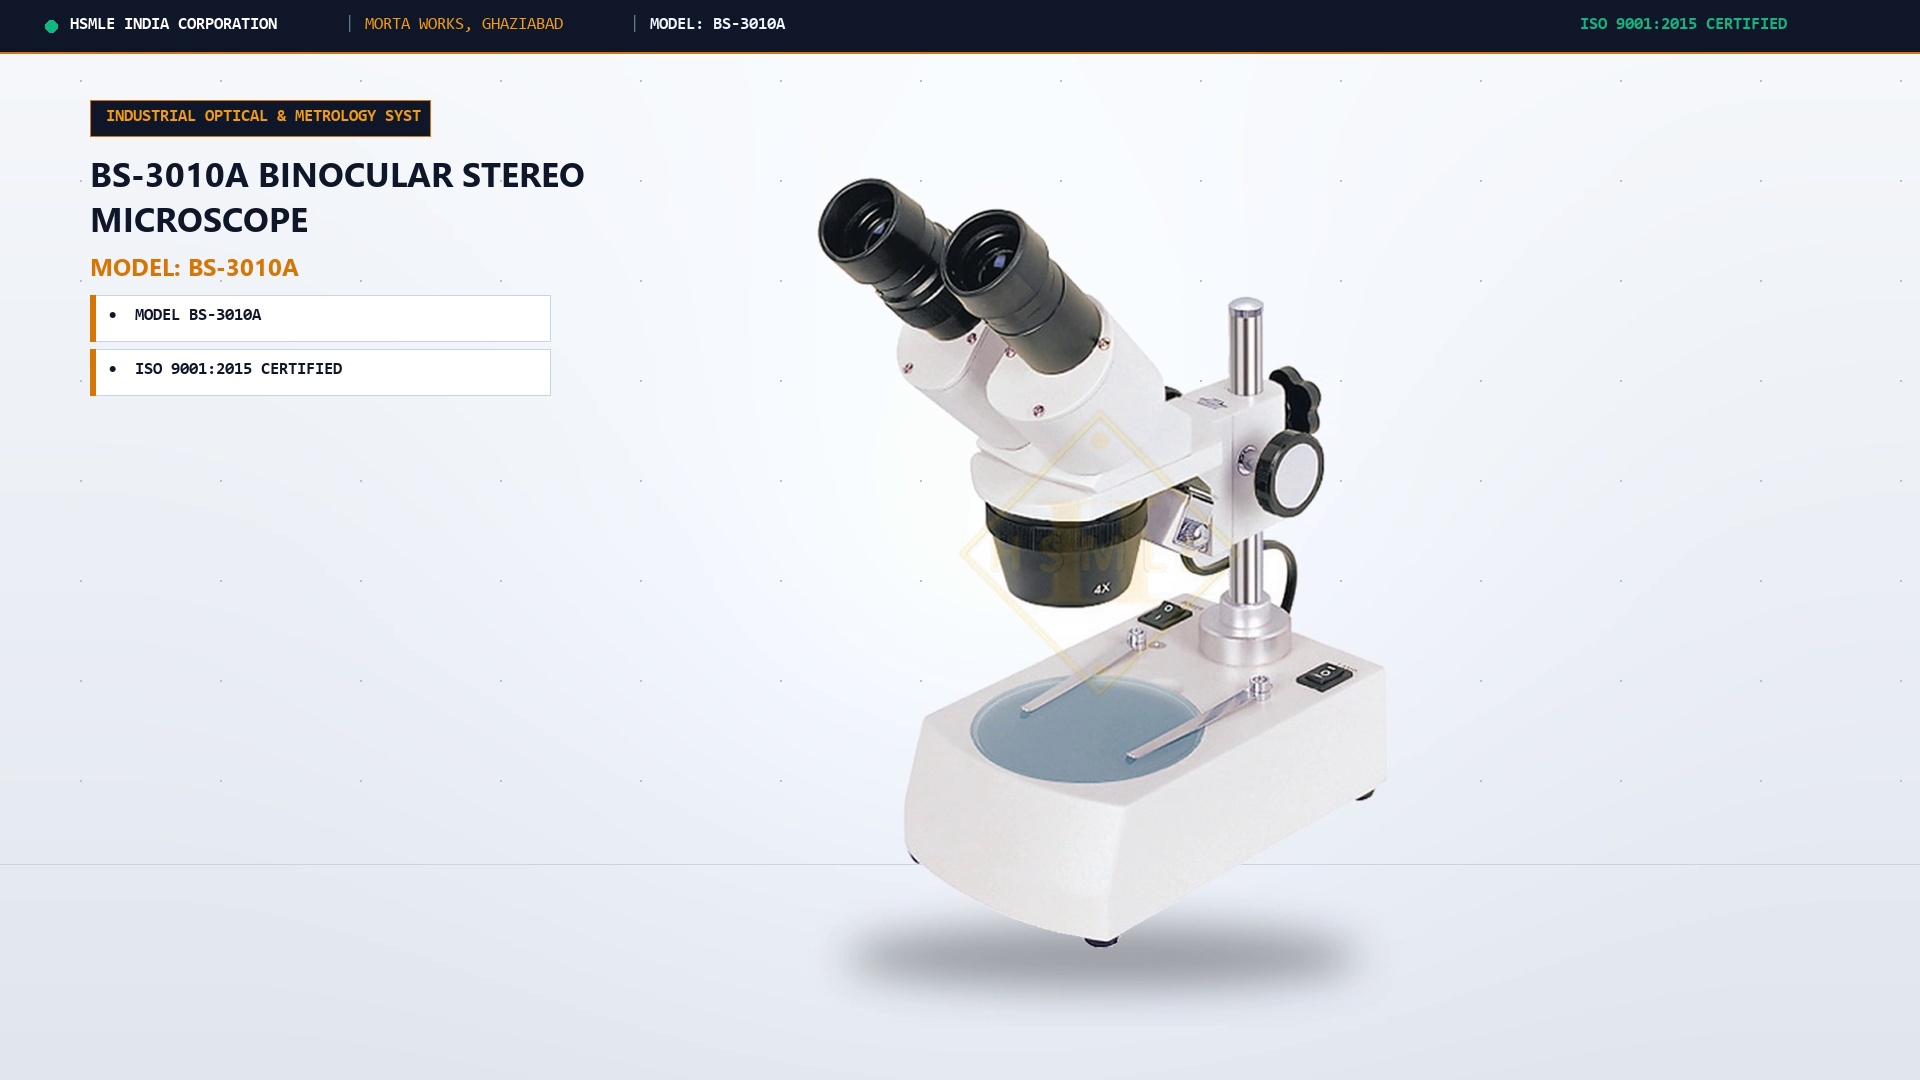 HSMLE INDIA CORPORATION | MORTA WORKS, GHAZIABAD | MODEL: BS-3010A ISO 9001:2015 CERTIFIED
INDUSTRIAL OPTICAL & METROLOGY SYST
BS-3010A BINOCULAR STEREO
MICROSCOPE
MODEL: BS-3010A
• MODEL BS-3010A
• ISO 9001:2015 CERTIFIED
HSMLE
4X